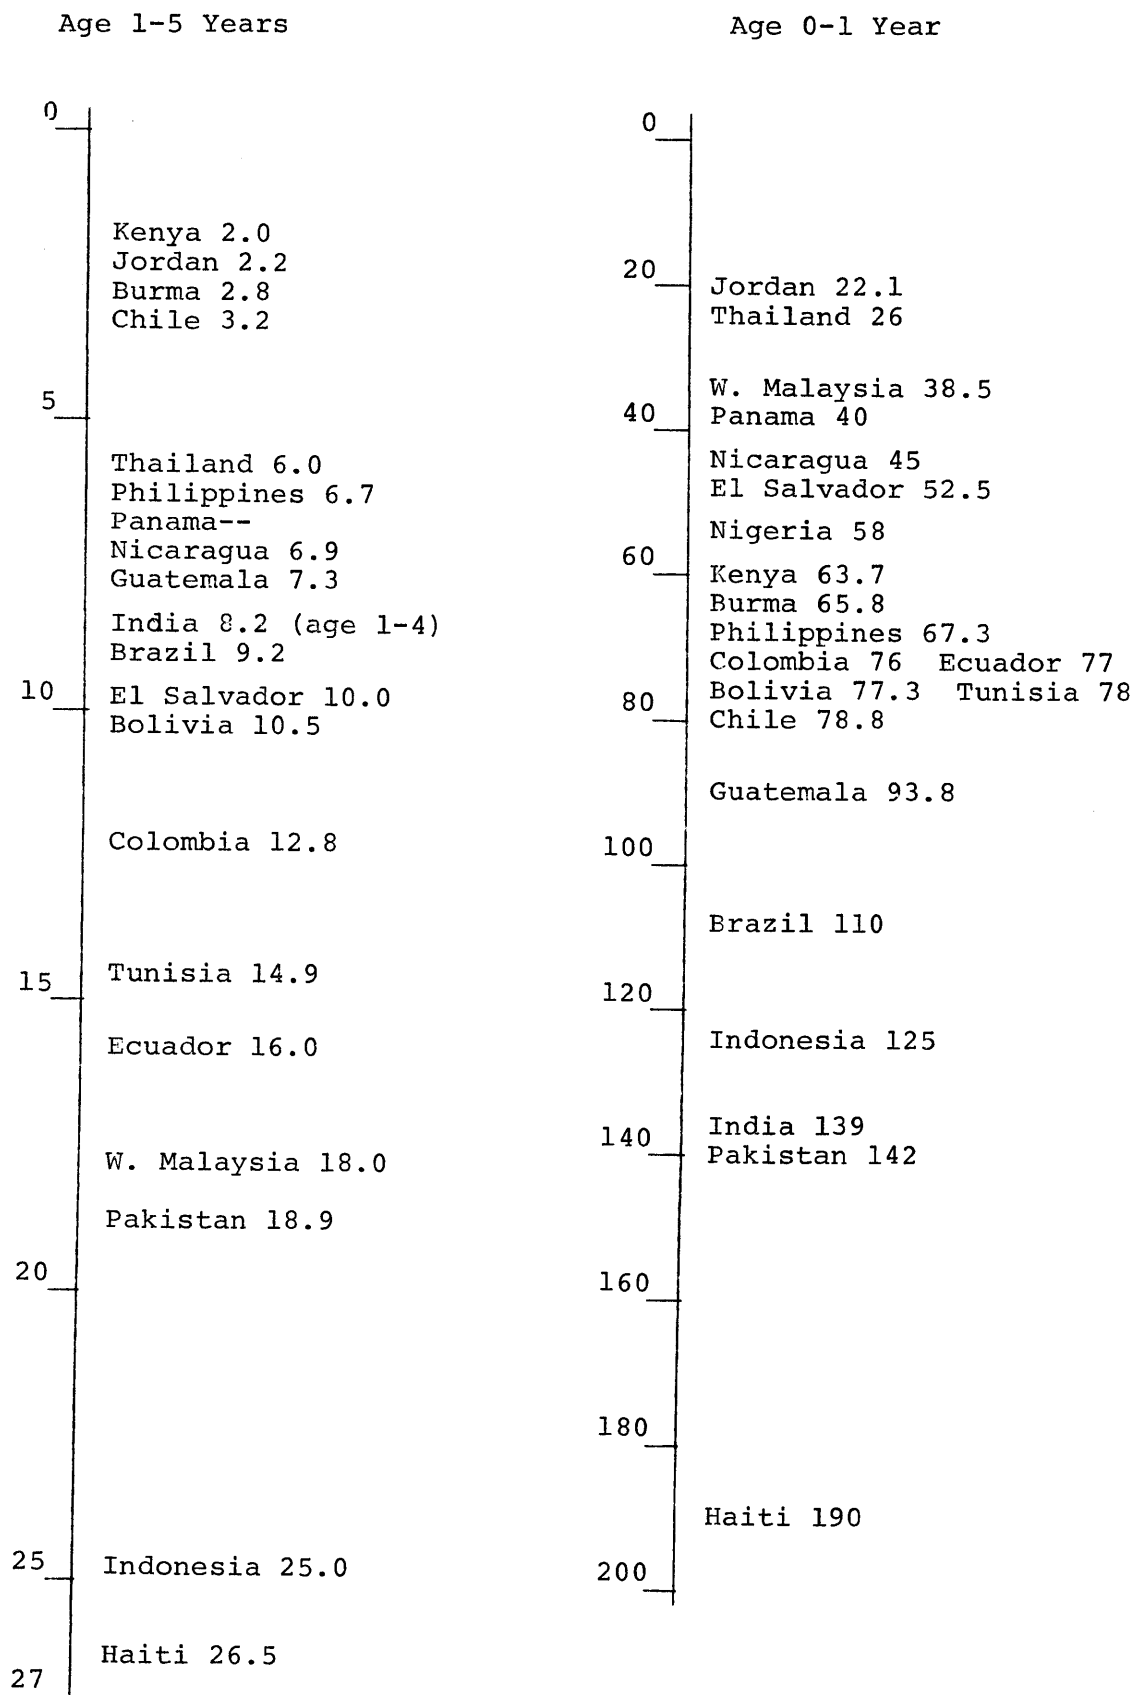 Age 1-5 Years
0
Kenya 2.0
Jordan 2.2
Burma 2.8
Chile 3.2
5
Thailand 6.0
Philippines 6.7
Panama--
Nicaragua 6.9
Guatemala 7.3
India 8.2 (age 1-4)
Brazil 9.2
10
El Salvador 10.0
Bolivia 10.5
Colombia 12.8
Tunisia 14.9
15
Ecuador 16.0
W. Malaysia 18.0
Pakistan 18.9
20
25
Indonesia 25.0
Haiti 26.5
27
Age 0-1 Year
0
20
Jordan 22.1
Thailand 26
W. Malaysia 38.5
40
Panama 40
Nicaragua 45
El Salvador 52.5
Nigeria 58
60
Kenya 63.7
Burma 65.8
Philippines 67.3
Colombia 76 Ecuador 77
Bolivia 77.3 Tunisia 78
80
Chile 78.8
Guatemala 93.8
100
Brazil 110
120
Indonesia 125
India 139
140
Pakistan 142
160
180
Haiti 190
200